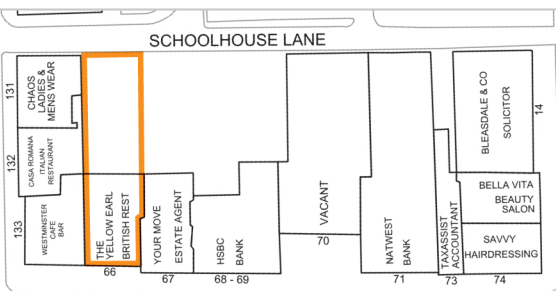 SCHOOLHOUSE LANE
131
CHAOS
LADIES &
MENS WEAR
132
CASA ROMANA
ITALIAN
RESTAURANT
133
WESTMINSTER
CAFE
BAR
THE
YELLOW EARL
BRITISH REST
66
YOUR MOVE
ESTATE AGENT
67
HSBC
BANK
68 - 69
VACANT
70
NATWEST
BANK
71
TAXASSIST
ACCOUNTANT
73
BLEASDALE & CO
SOLICITOR
14
BELLA VITA
BEAUTY
SALON
SAVVY
HAIRDRESSING
74